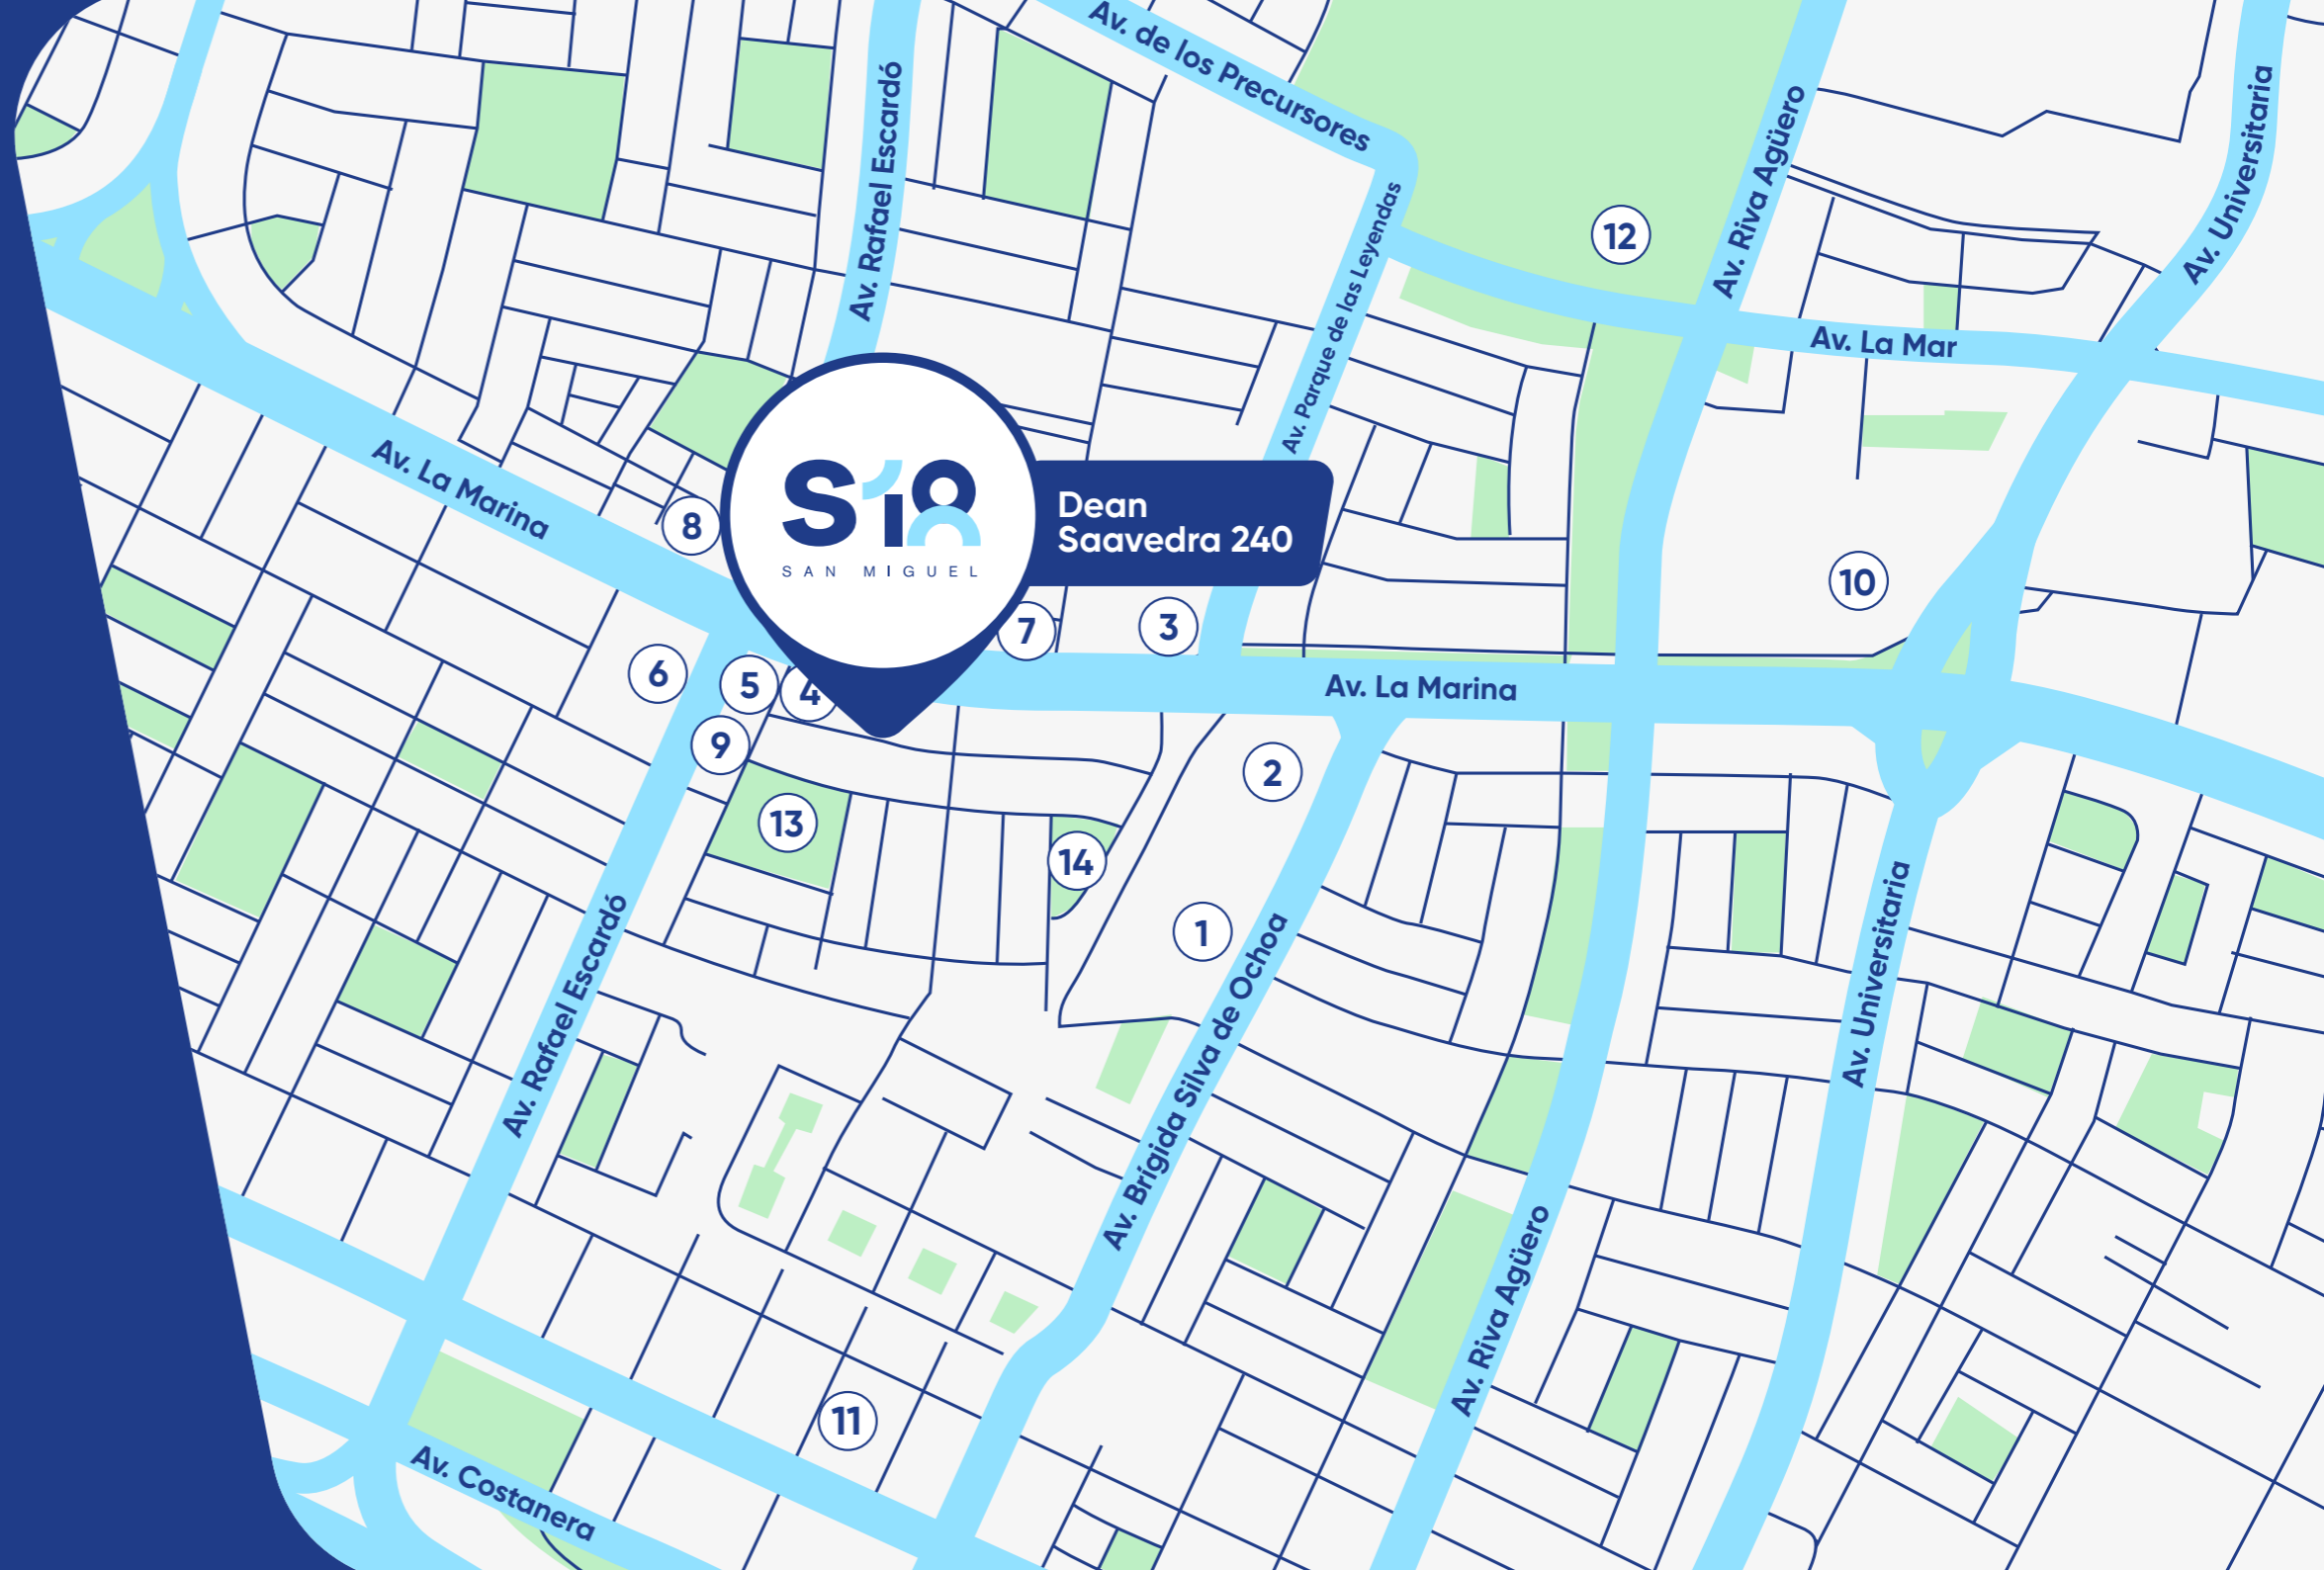 Av. de los Precursores
Av. Rafael Escardó
Av. Riva Agüero
Av. Universitaria
12
Av. Parque de las Leyendas
Av. La Mar
Av. La Marina
8
S18
SAN MIGUEL
Dean
Saavedra 240
10
7
3
6
5
4
Av. La Marina
9
2
13
14
1
Av. Rafael Escardó
Av. Brígida Silva de Ochoa
Av. Universitaria
Av. Riva Agüero
11
Av. Costanera